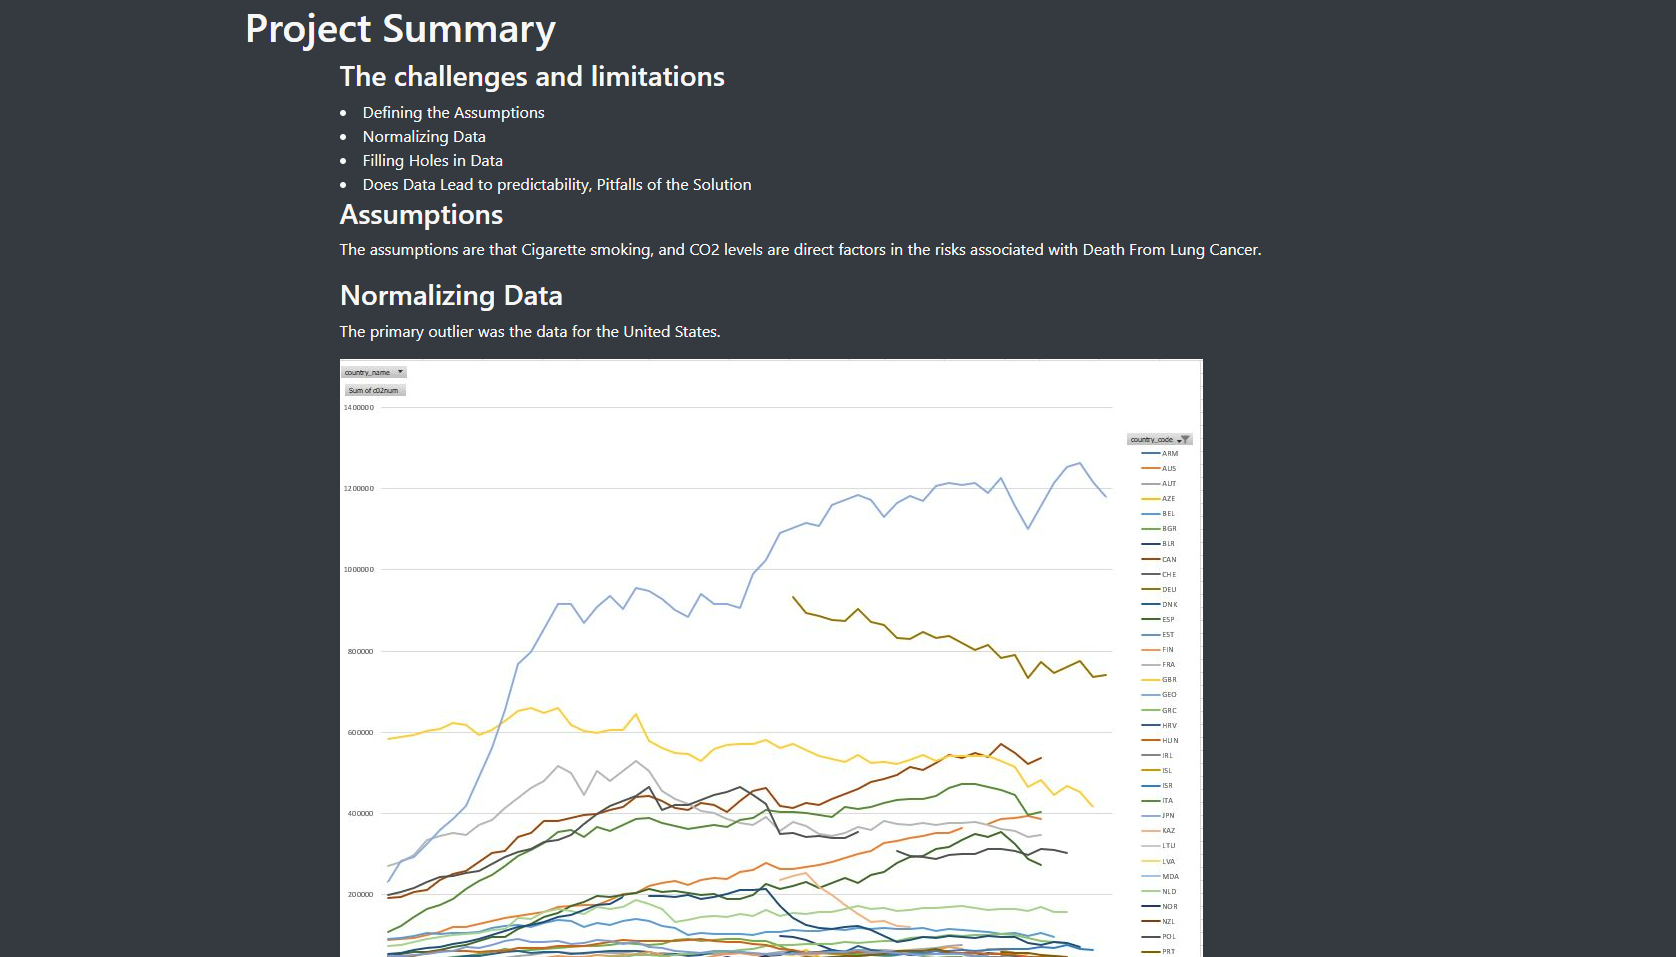 Project Summary
The challenges and limitations
• Defining the Assumptions
• Normalizing Data
• Filling Holes in Data
• Does Data Lead to predictability, Pitfalls of the Solution
Assumptions
The assumptions are that Cigarette smoking, and CO2 levels are direct factors in the risks associated with Death From Lung Cancer.
Normalizing Data
The primary outlier was the data for the United States.
country_name
Sum of c02num
1400000
1200000
1000000
800000
600000
400000
200000
country_code
ARM
AUS
AUT
AZE
BEL
BGR
BLR
CAN
CHE
DEU
DNK
ESP
EST
FIN
FRA
GBR
GEO
GRC
HRV
HUN
IRL
ISL
ISR
ITA
JPN
KAZ
LTU
LVA
MDA
NLD
NOR
NZL
POL
PRT